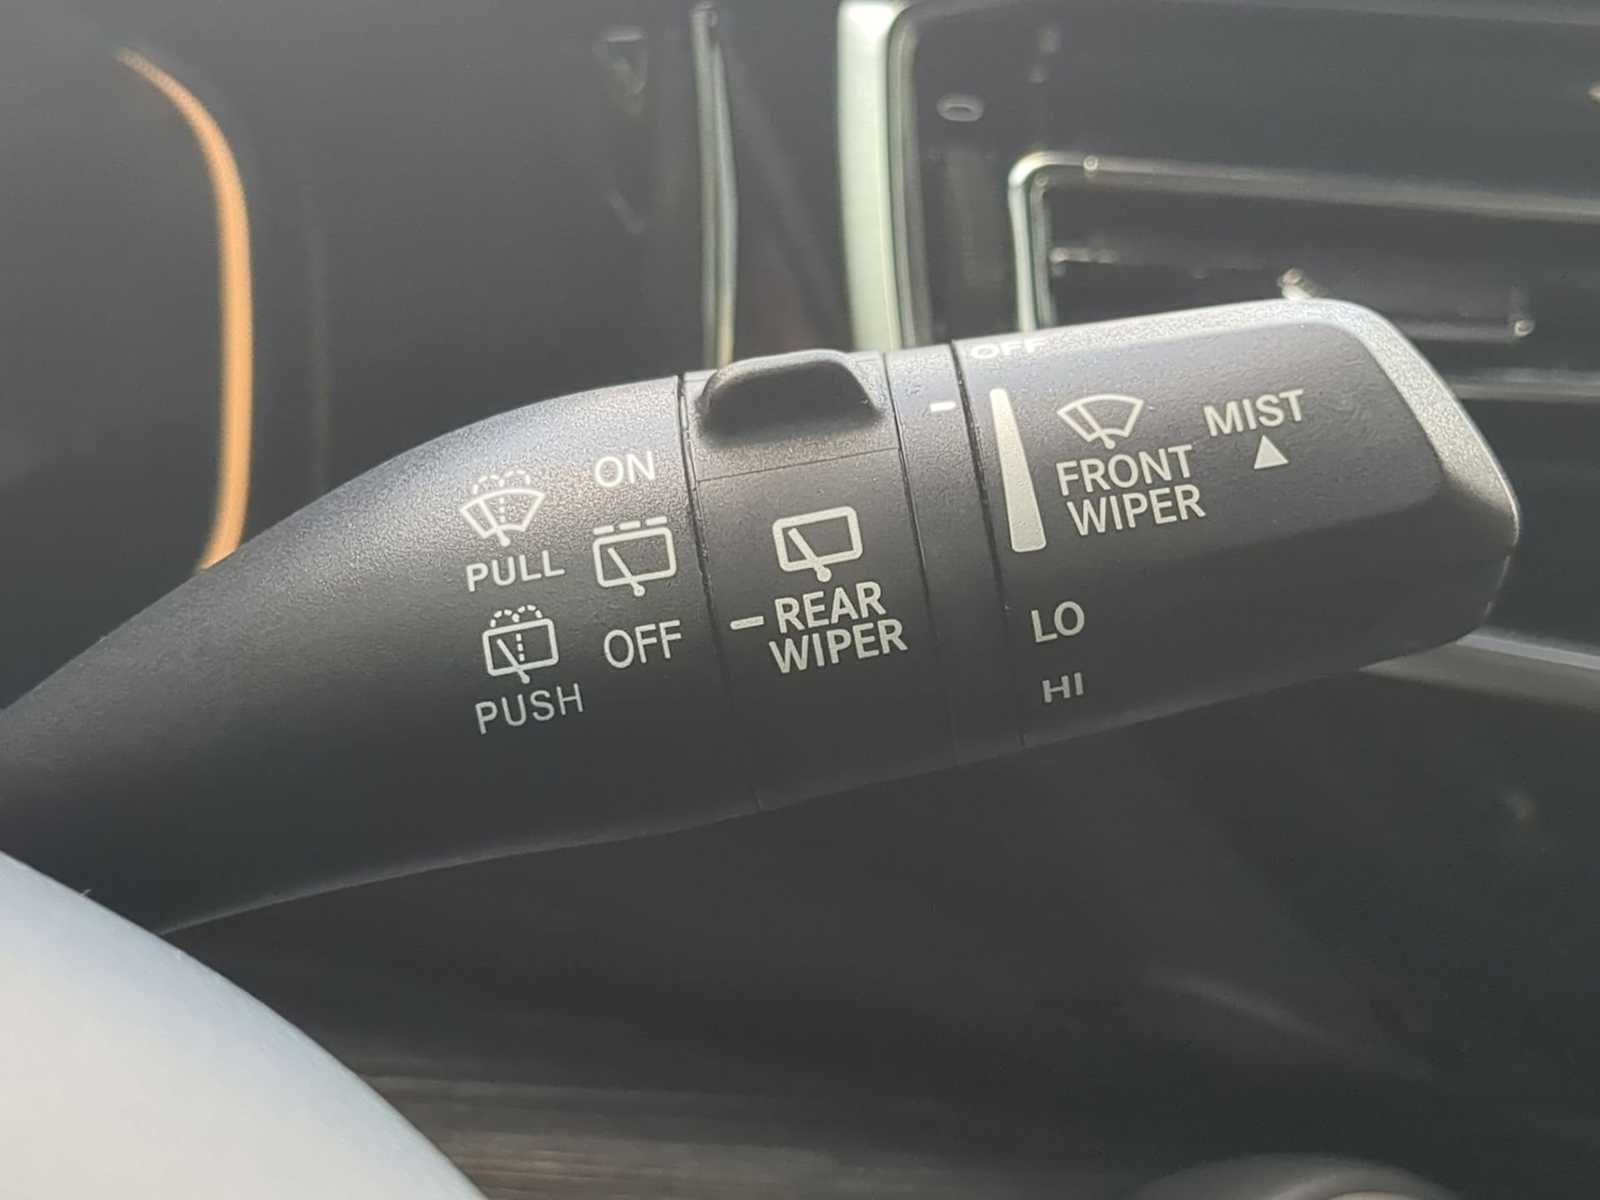 PULL
PUSH
ON
OFF
REAR
WIPER
OFF
FRONT
WIPER
MIST
LO
HI